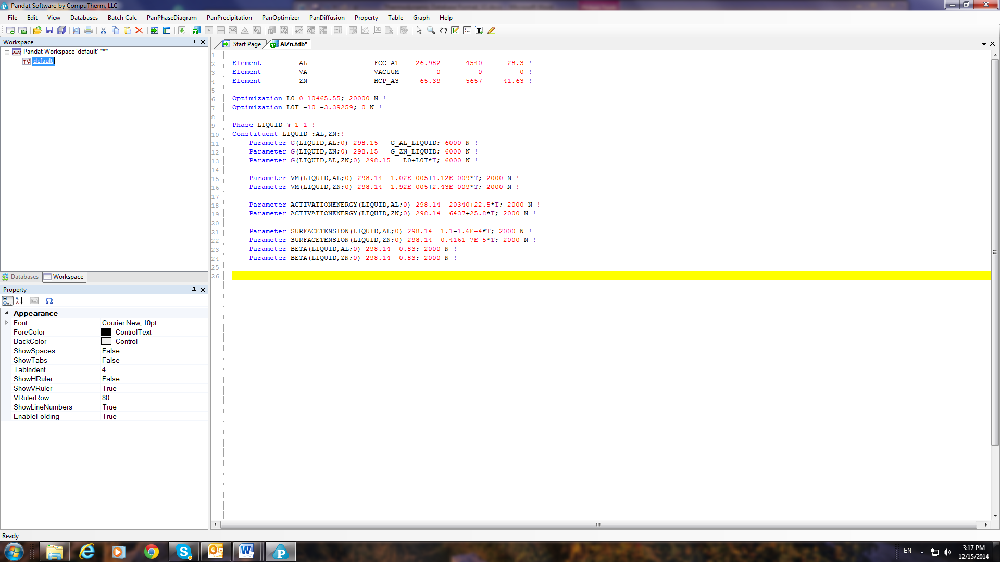 Pandat Software by CompuTherm, LLC
File Edit View Databases Batch Calc PanPhaseDiagram PanPrecipitation PanOptimizer PanDiffusion Property Table Graph Help
Workspace
Pandat Workspace 'default' ***
default
Databases Workspace
Property
Appearance
Font Courier New, 10pt
ForeColor ControlText
BackColor Control
ShowSpaces False
ShowTabs False
TabIndent 4
ShowHRuler False
ShowVRuler True
VRulerRow 80
ShowLineNumbers True
EnableFolding True
Start Page AlZn.tdb*
1
2 Element AL FCC_A1 26.982 4540 28.3 !
3 Element VA VACUUM 0 0 0 !
4 Element ZN HCP_A3 65.39 5657 41.63 !
5
6 Optimization L0 0 10465.55; 20000 N !
7 Optimization L0T -10 -3.39259; 0 N !
8
9 Phase LIQUID % 1 1 !
10 Constituent LIQUID :AL,ZN:!
11 Parameter G(LIQUID,AL;0) 298.15 G_AL_LIQUID; 6000 N !
12 Parameter G(LIQUID,ZN;0) 298.15 G_ZN_LIQUID; 6000 N !
13 Parameter G(LIQUID,AL,ZN;0) 298.15 L0+L0T*T; 6000 N !
14
15 Parameter VM(LIQUID,AL;0) 298.14 1.02E-005+1.12E-009*T; 2000 N !
16 Parameter VM(LIQUID,ZN;0) 298.14 1.92E-005+2.43E-009*T; 2000 N !
17
18 Parameter ACTIVATIONENERGY(LIQUID,AL;0) 298.14 20340+22.5*T; 2000 N !
19 Parameter ACTIVATIONENERGY(LIQUID,ZN;0) 298.14 6437+25.8*T; 2000 N !
20
21 Parameter SURFACETENSION(LIQUID,AL;0) 298.14 1.1-1.6E-4*T; 2000 N !
22 Parameter SURFACETENSION(LIQUID,ZN;0) 298.14 0.4161-7E-5*T; 2000 N !
23 Parameter BETA(LIQUID,AL;0) 298.14 0.83; 2000 N !
24 Parameter BETA(LIQUID,ZN;0) 298.14 0.83; 2000 N !
25
26
Ready
EN
3:17 PM
12/15/2014